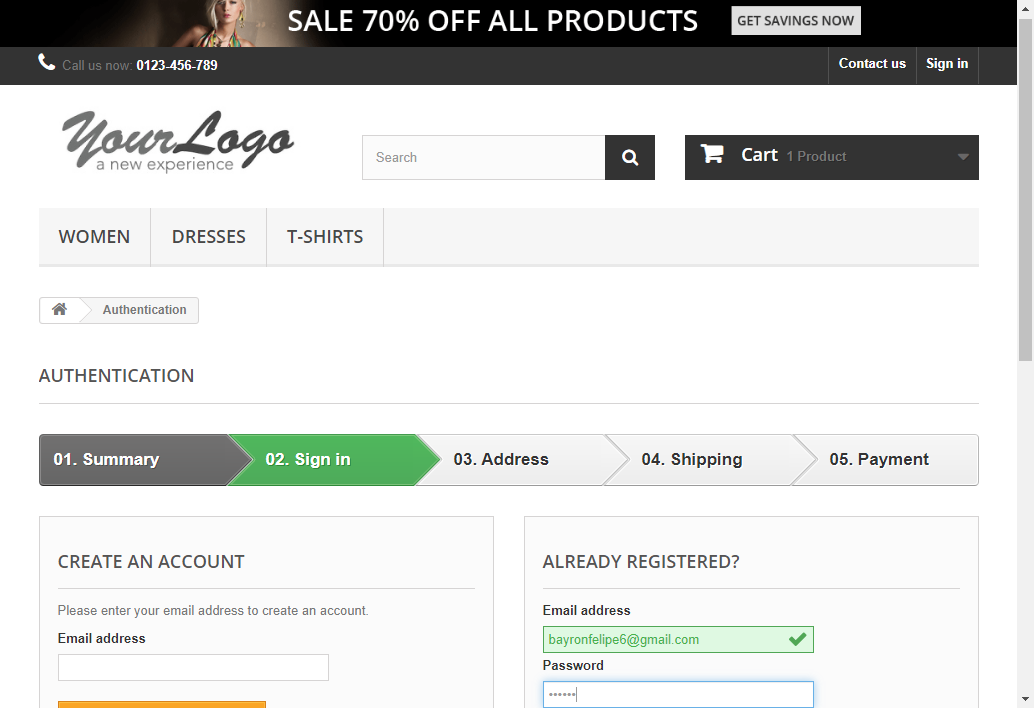 SALE 70% OFF ALL PRODUCTS GET SAVINGS NOW
Call us now: 0123-456-789 Contact us Sign in
YourLogo
a new experience
Search Cart 1 Product
WOMEN DRESSES T-SHIRTS
Authentication
AUTHENTICATION
01. Summary 02. Sign in 03. Address 04. Shipping 05. Payment
CREATE AN ACCOUNT
Please enter your email address to create an account.
Email address
ALREADY REGISTERED?
Email address
bayronfelipe6@gmail.com
Password
••••••